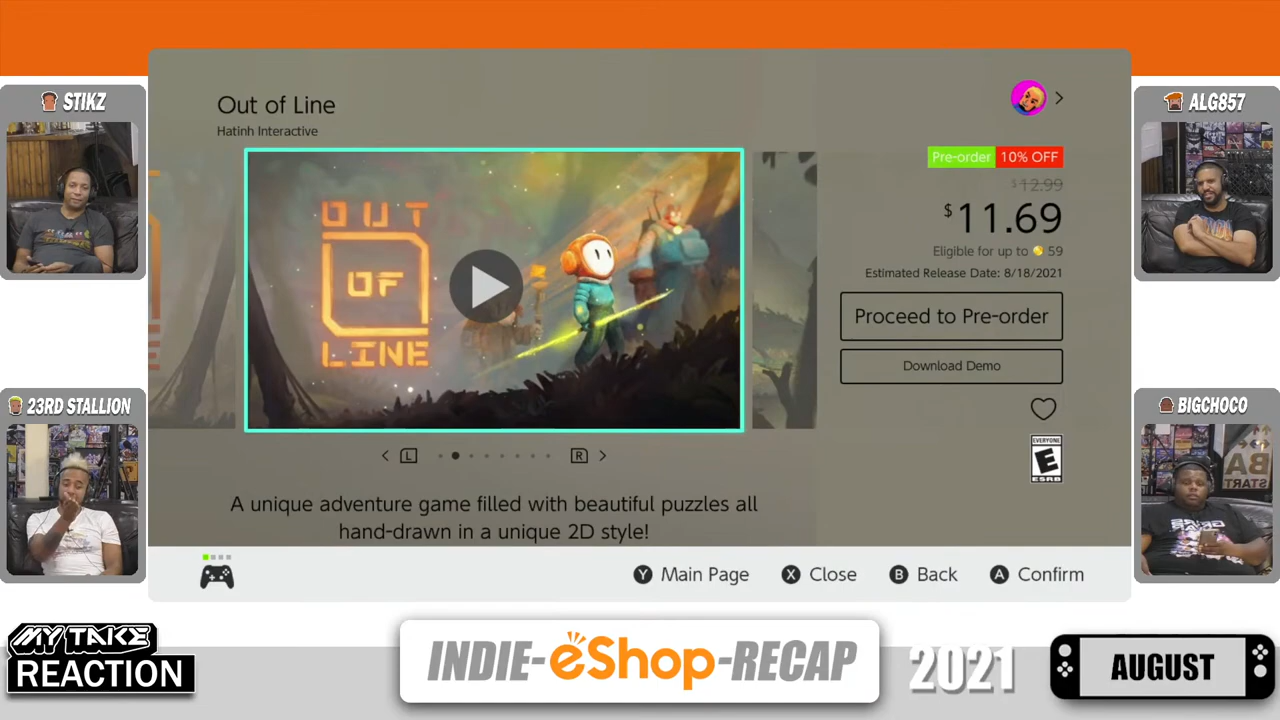 STIKZ
ALG857
Out of Line
Hatinh Interactive
Pre-order 10% OFF
$12.99
$11.69
Eligible for up to 59
Estimated Release Date: 8/18/2021
OUT
OF
LINE
Proceed to Pre-order
Download Demo
23RD STALLION
BIGCHOCO
EVERYONE
E
ESRB
L
R
A unique adventure game filled with beautiful puzzles all
hand-drawn in a unique 2D style!
BA
START
Y Main Page
X Close
B Back
A Confirm
MY TAKE
REACTION
INDIE-eShop-RECAP
2021
AUGUST